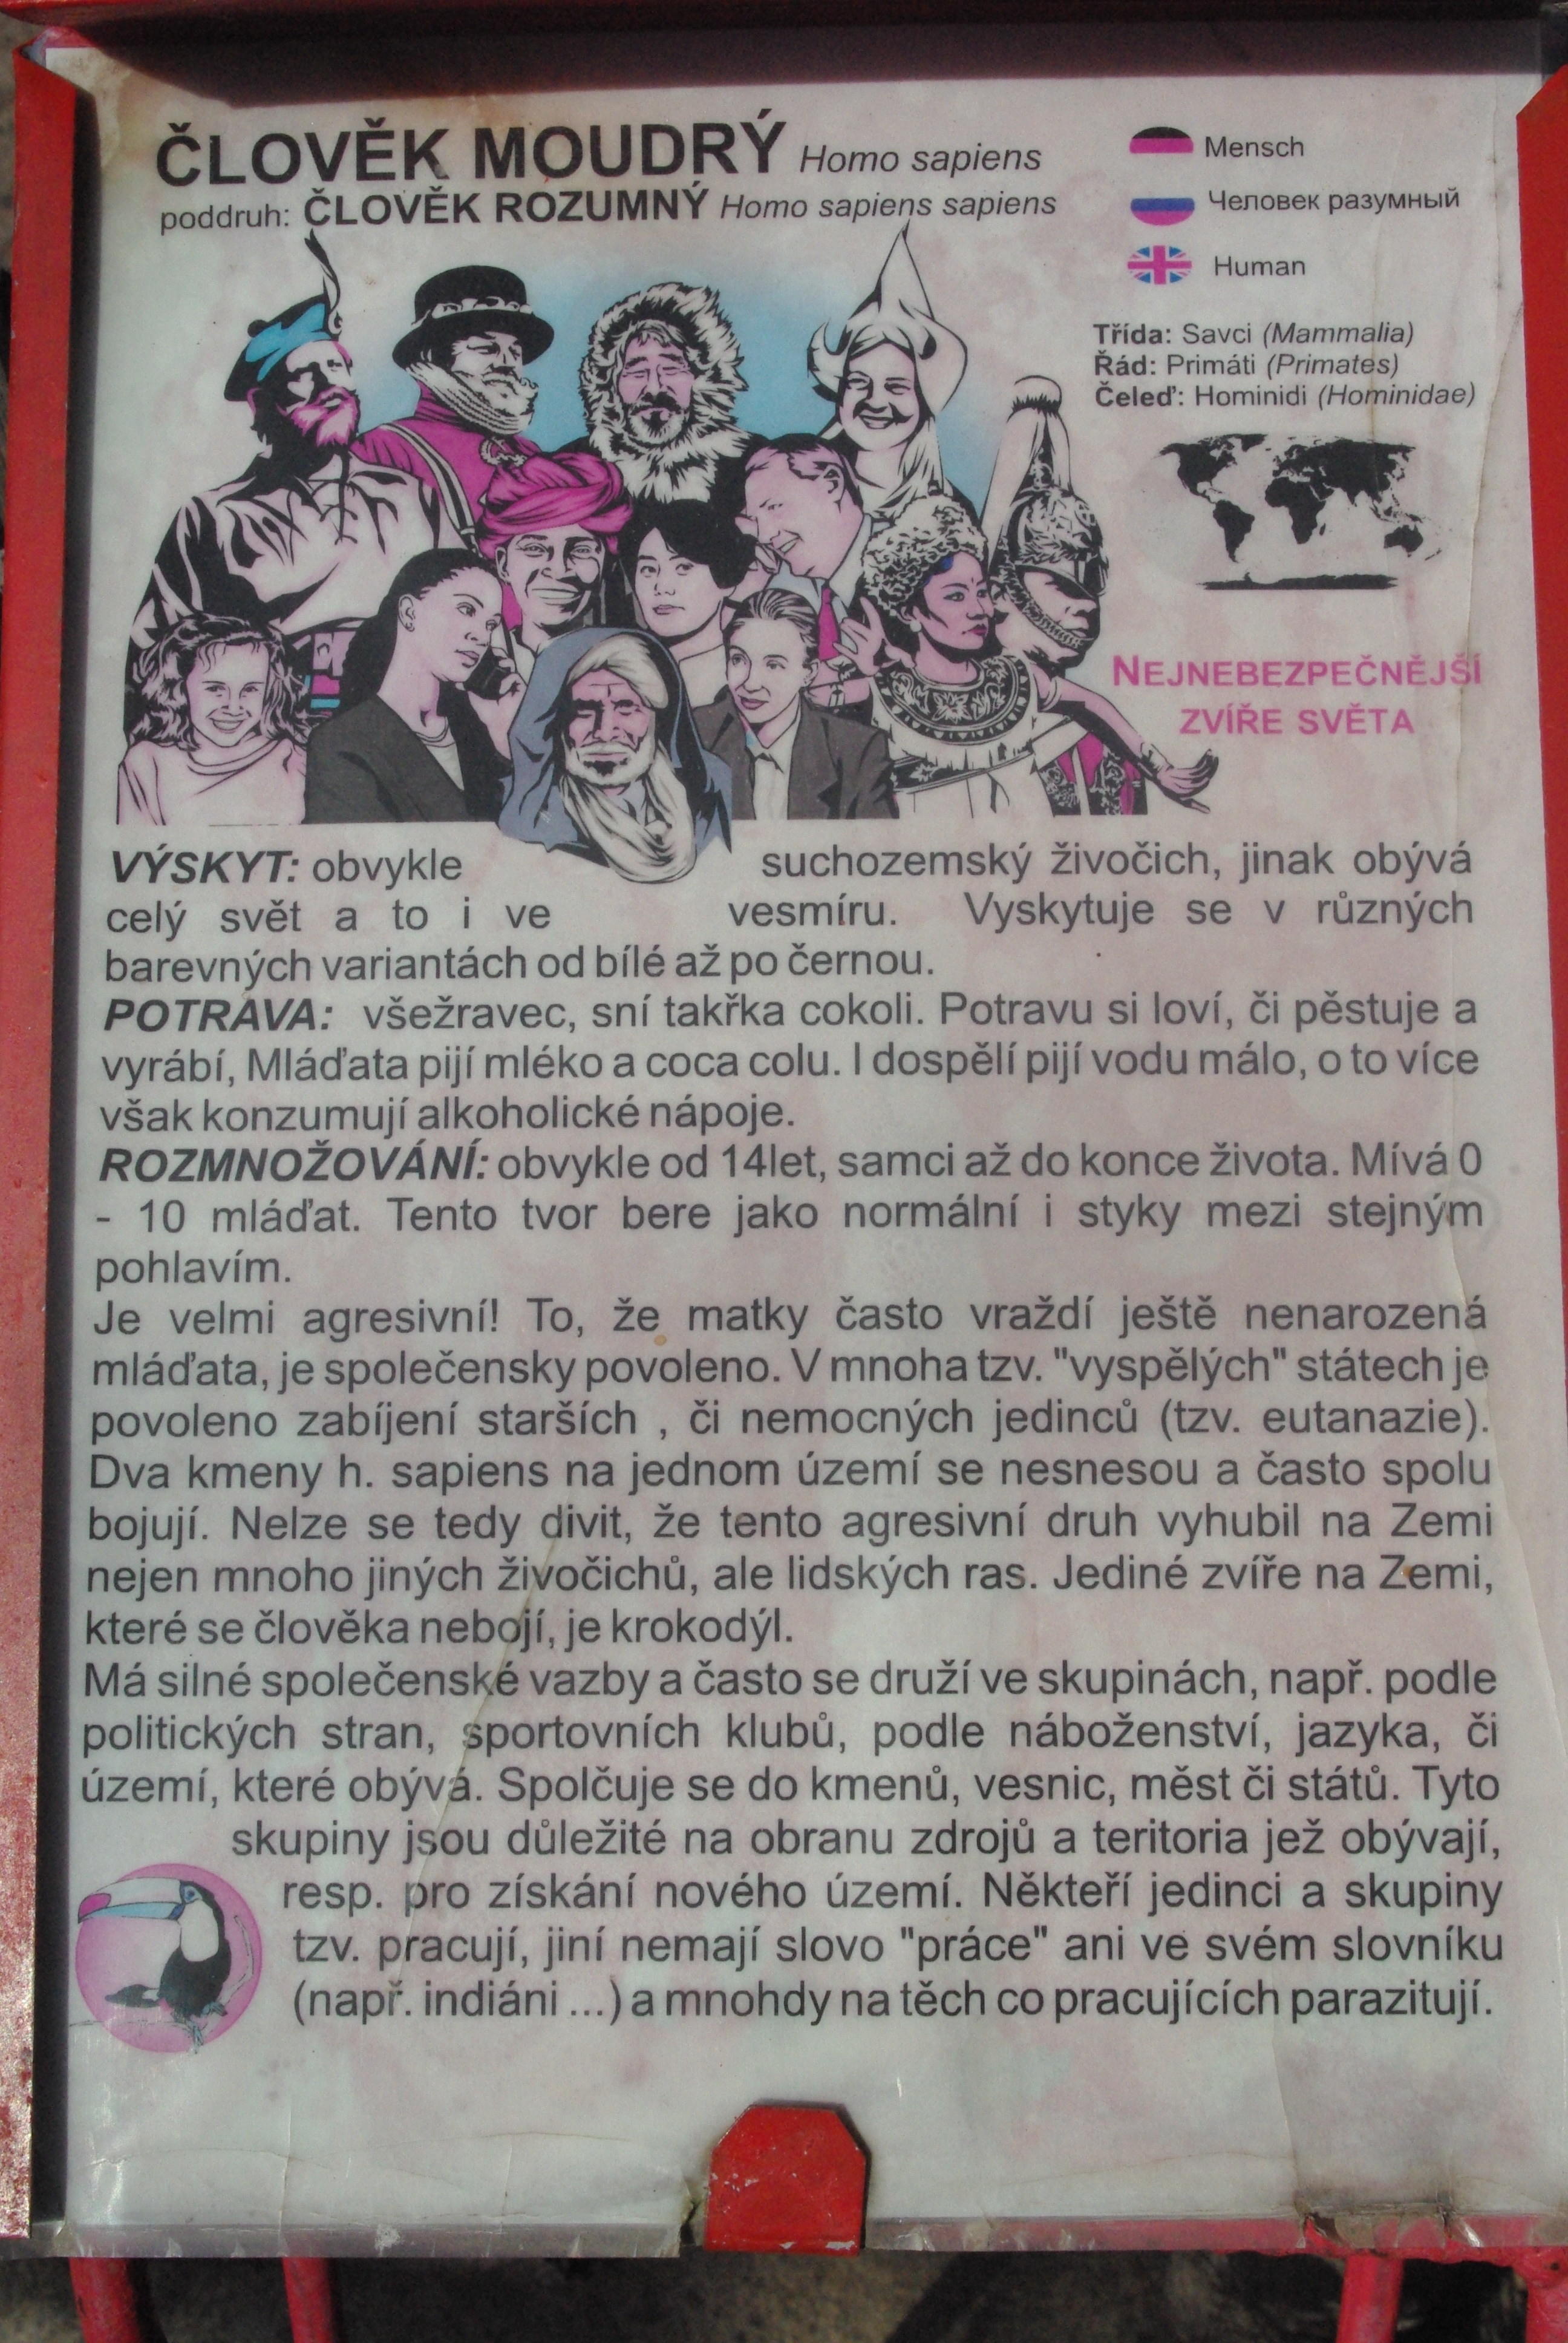 ČLOVĚK MOUDRÝ Homo sapiens
poddruh: ČLOVĚK ROZUMNÝ Homo sapiens sapiens
Mensch
Человек разумный
Human
Třída: Savci (Mammalia)
Řád: Primáti (Primates)
Čeleď: Hominidi (Hominidae)
NEJNEBEZPEČNĚJŠÍ
ZVÍŘE SVĚTA
VÝSKYT: obvykle suchozemský živočich, jinak obývá
celý svět a to i ve vesmíru. Vyskytuje se v různých
barevných variantách od bílé až po černou.
POTRAVA: všežravec, sní takřka cokoli. Potravu si loví, či pěstuje a
vyrábí, Mláďata pijí mléko a coca colu. I dospělí pijí vodu málo, o to více
však konzumují alkoholické nápoje.
ROZMNOŽOVÁNÍ: obvykle od 14let, samci až do konce života. Mívá 0
- 10 mláďat. Tento tvor bere jako normální i styky mezi stejným
pohlavím.
Je velmi agresivní! To, že matky často vraždí ještě nenarozená
mláďata, je společensky povoleno. V mnoha tzv. "vyspělých" státech je
povoleno zabíjení starších , či nemocných jedinců (tzv. eutanazie).
Dva kmeny h. sapiens na jednom území se nesnesou a často spolu
bojují. Nelze se tedy divit, že tento agresivní druh vyhubil na Zemi
nejen mnoho jiných živočichů, ale lidských ras. Jediné zvíře na Zemi,
které se člověka nebojí, je krokodýl.
Má silné společenské vazby a často se druží ve skupinách, např. podle
politických stran, sportovních klubů, podle náboženství, jazyka, či
území, které obývá. Spolčuje se do kmenů, vesnic, měst či států. Tyto
skupiny jsou důležité na obranu zdrojů a teritoria jež obývají,
resp. pro získání nového území. Někteří jedinci a skupiny
tzv. pracují, jiní nemají slovo "práce" ani ve svém slovníku
(např. indiáni ...) a mnohdy na těch co pracujících parazitují.